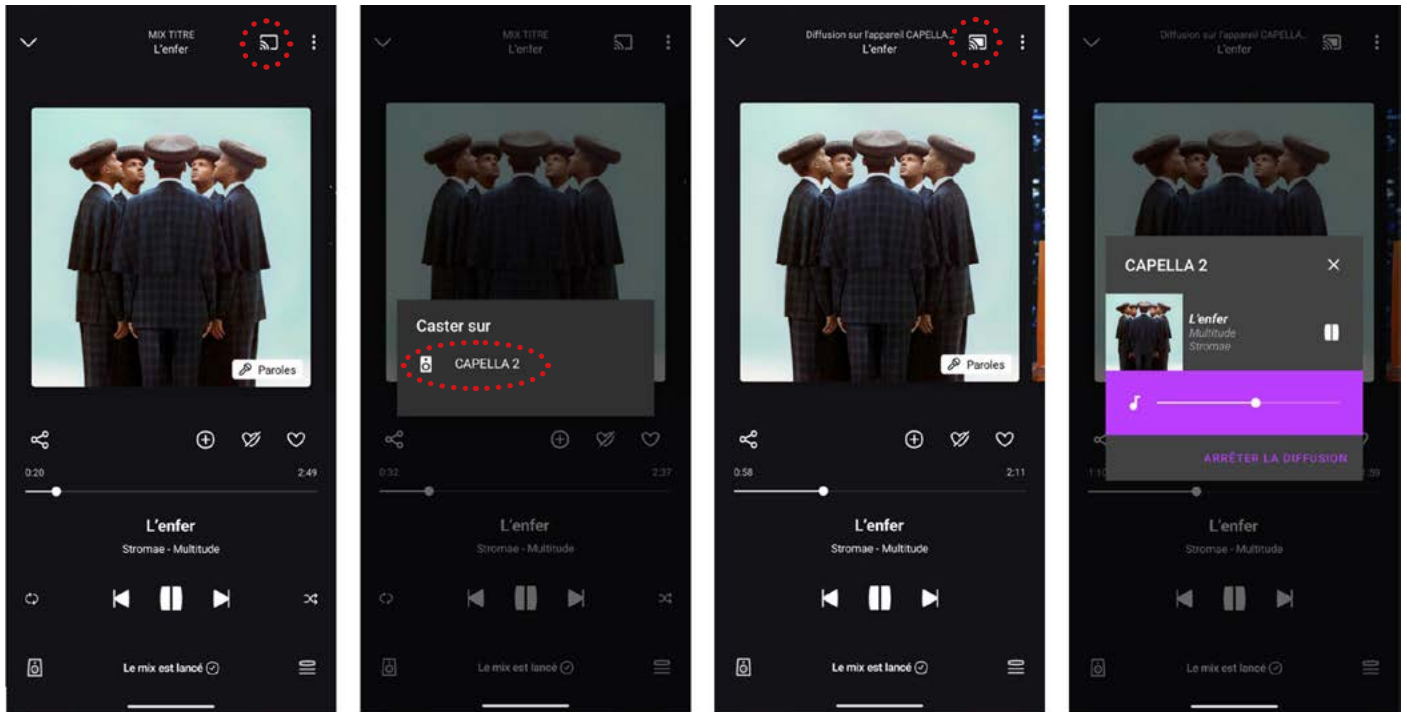 MIX TITRE
L'enfer
Paroles
0:20
2:49
L'enfer
Stromae - Multitude
Le mix est lancé
MIX TITRE
L'enfer
Caster sur
CAPELLA 2
0:32
2:37
L'enfer
Stromae - Multitude
Le mix est lancé
Diffusion sur l'appareil CAPELLA...
L'enfer
Paroles
0:58
2:11
L'enfer
Stromae - Multitude
Le mix est lancé
Diffusion sur l'appareil CAPELLA...
L'enfer
CAPELLA 2
L'enfer
Multitude
Stromae
ARRÊTER LA DIFFUSION
1:10
:59
L'enfer
Stromae - Multitude
Le mix est lancé